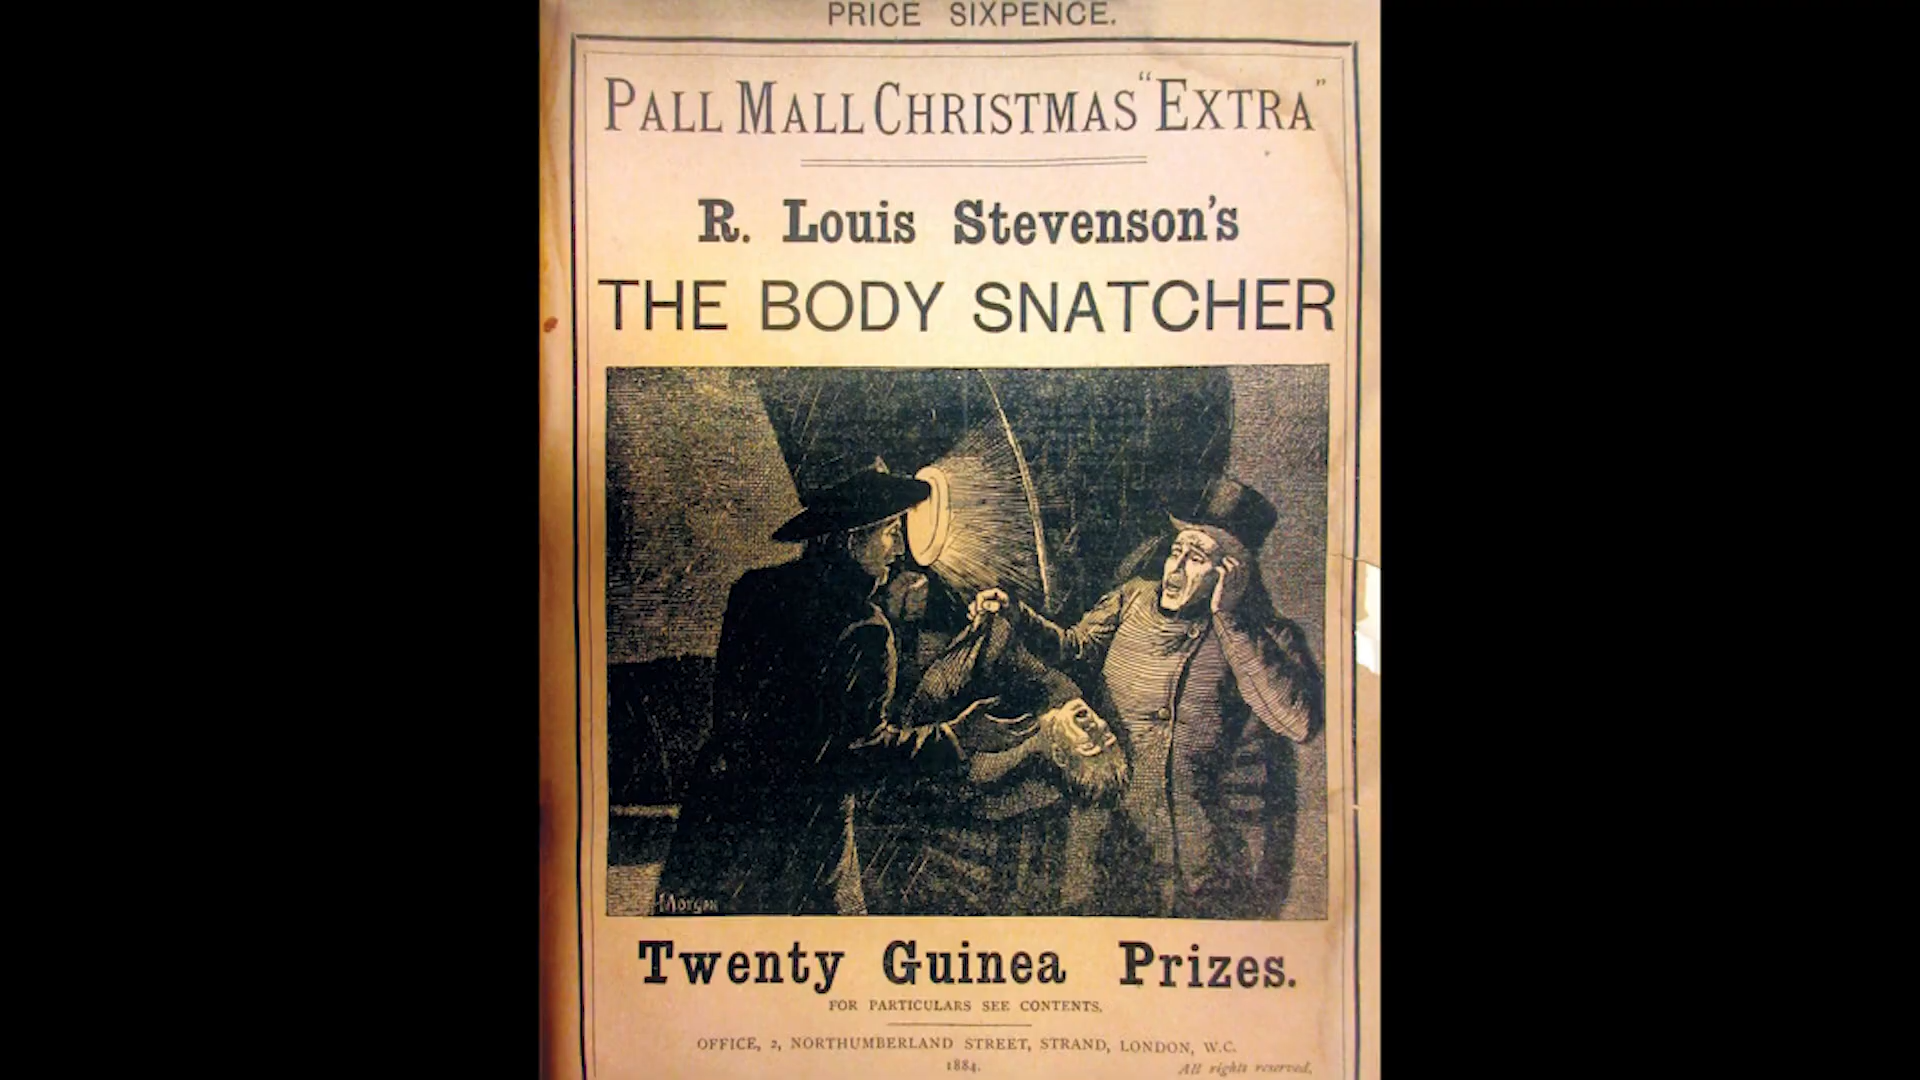 PRICE SIXPENCE.
PALL MALL CHRISTMAS "EXTRA"
R. Louis Stevenson's
THE BODY SNATCHER
Morgan
Twenty Guinea Prizes.
FOR PARTICULARS SEE CONTENTS.
OFFICE, 2, NORTHUMBERLAND STREET, STRAND, LONDON, W.C.
1884.
All rights reserved.